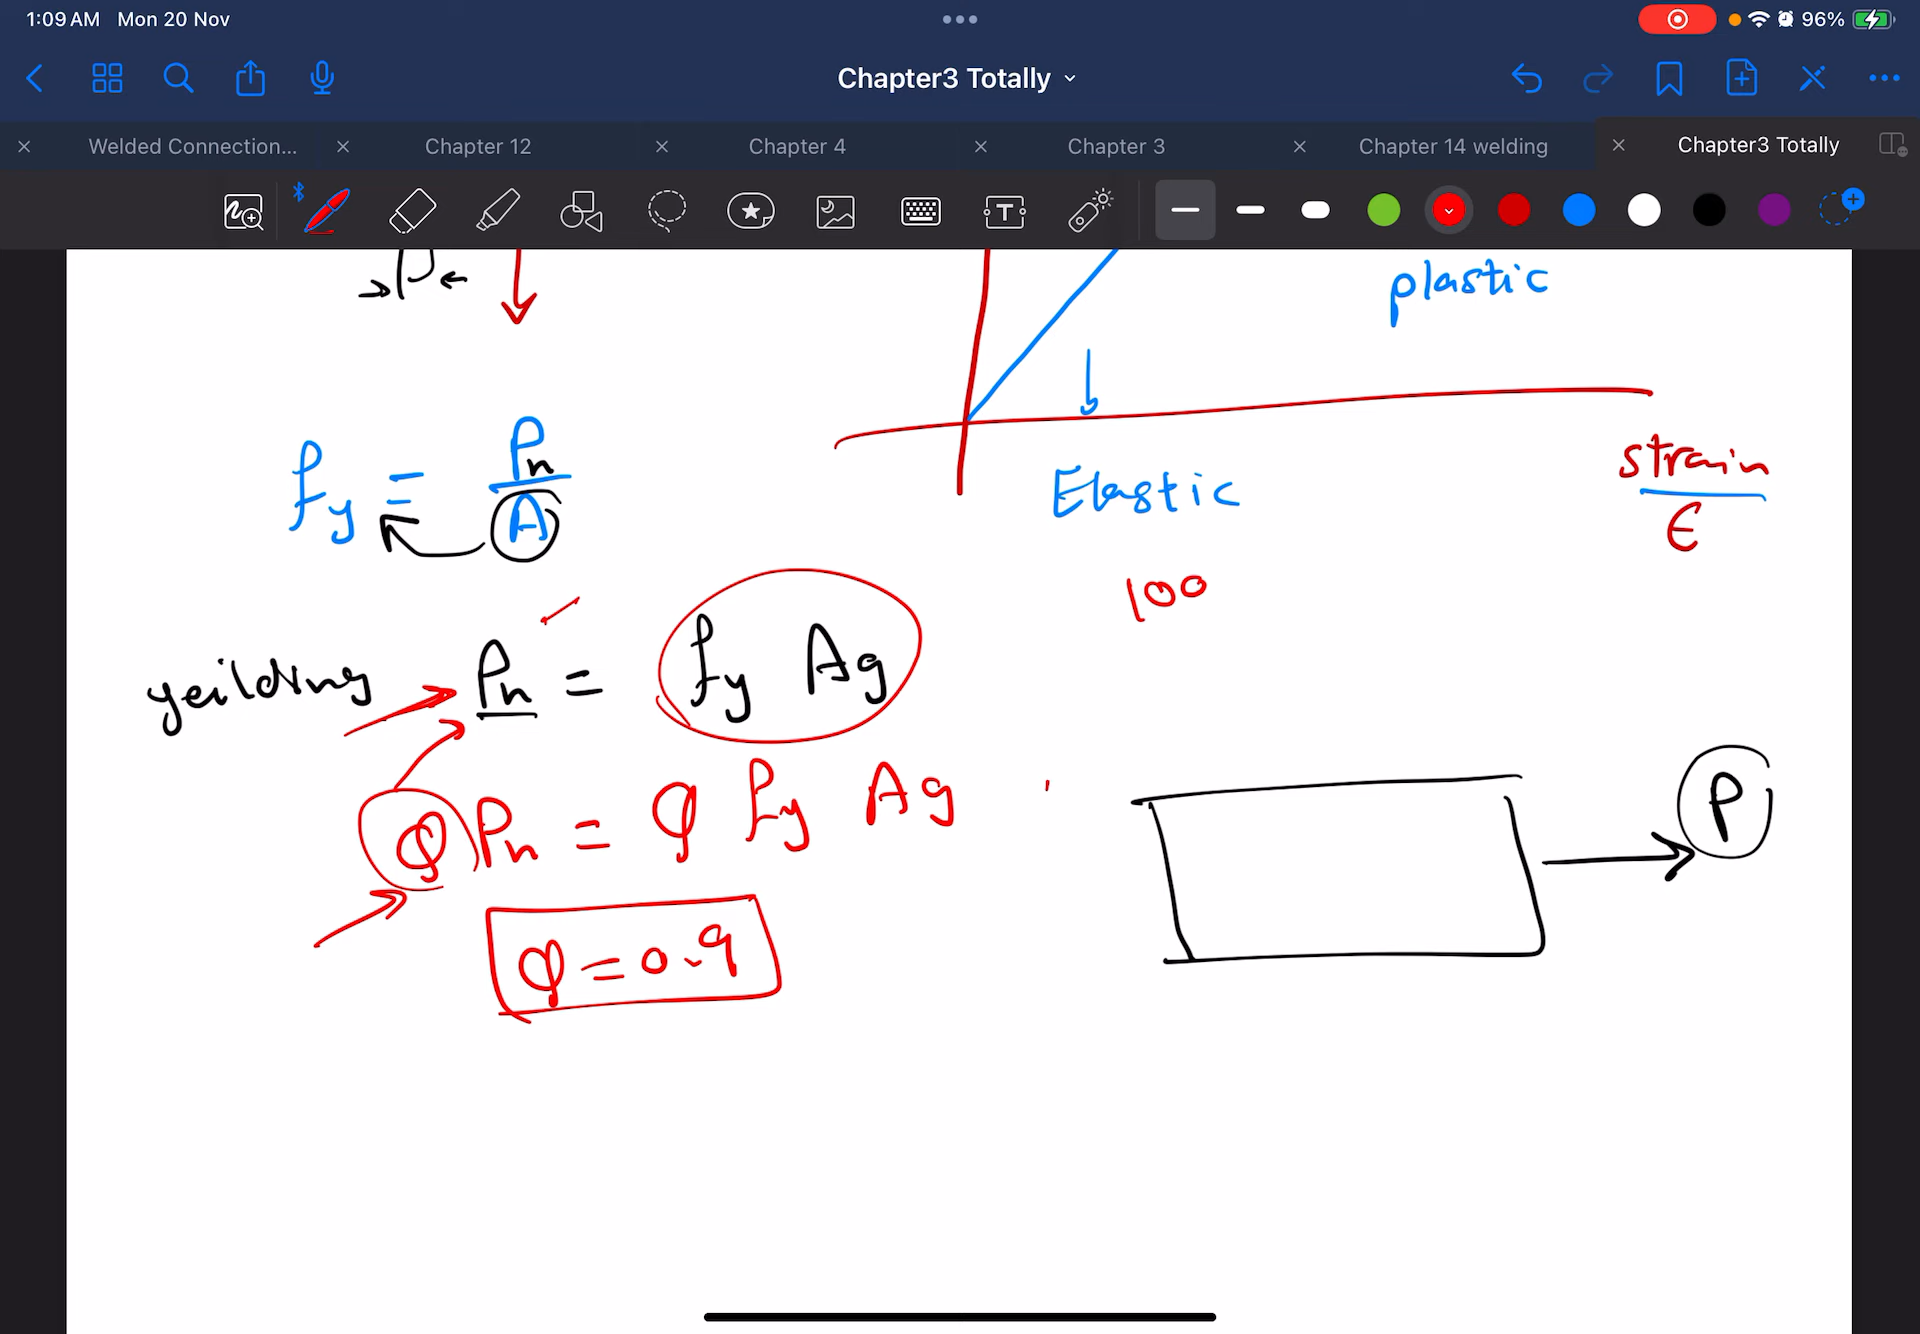 1:09 AM Mon 20 Nov 96%
Chapter3 Totally
Welded Connection... Chapter 12 Chapter 4 Chapter 3 Chapter 14 welding Chapter3 Totally
T
P
plastic
fy = Pn / A
Elastic
strain
ϵ
100
yeilding Pn = fy Ag
φ Pn = φ Fy Ag
P
φ = 0.9